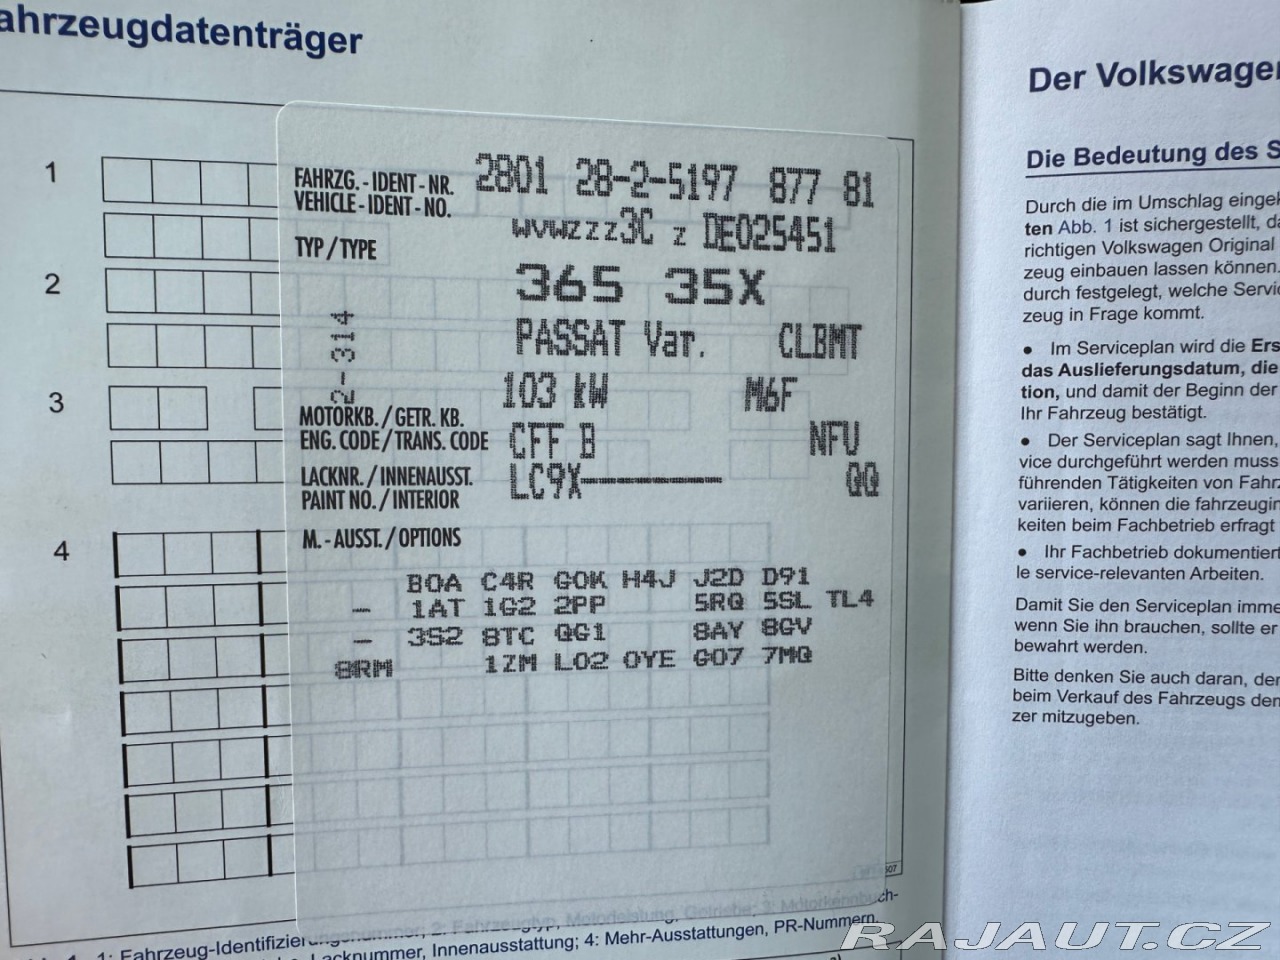 ahrzeugdatenträger
1
2
3
4
FAHRZG.-IDENT-NR. 2801 28-2-5197 877 81
VEHICLE-IDENT-NO. WVWZZZ3C Z DE025451
TYP/TYPE
365 35X
2-314
PASSAT Var. CLBMT
103 kW M6F
MOTORKB./GETR. KB.
ENG. CODE/TRANS. CODE CFF B NFU
LACKNR./INNENAUSST. LC9X QQ
PAINT NO./INTERIOR
M.-AUSST./OPTIONS
B0A C4R G0K H4J J2D D91
- 1AT 1G2 2PP 5RQ 5SL TL4
- 3S2 8TC QG1 8AY 8GV
8RM 1ZM L02 0YE G07 7MQ
1: Fahrzeug-Identifizierungsnummer; 2: Fahrzeugtyp, Motorleistung, Getriebe; 3: Motorkennbuch-
Lacknummer, Innenausstattung; 4: Mehr-Ausstattungen, PR-Nummern.
Der Volkswagen
Die Bedeutung des S
Durch die im Umschlag eingek
ten Abb. 1 ist sichergestellt, da
richtigen Volkswagen Original
zeug einbauen lassen können.
durch festgelegt, welche Servic
zeug in Frage kommt.
● Im Serviceplan wird die Ers
das Auslieferungsdatum, die
tion, und damit der Beginn der
Ihr Fahrzeug bestätigt.
● Der Serviceplan sagt Ihnen,
vice durchgeführt werden muss
führenden Tätigkeiten von Fahrz
variieren, können die fahrzeugin
keiten beim Fachbetrieb erfragt
● Ihr Fachbetrieb dokumentiert
le service-relevanten Arbeiten.
Damit Sie den Serviceplan imme
wenn Sie ihn brauchen, sollte er
bewahrt werden.
Bitte denken Sie auch daran, der
beim Verkauf des Fahrzeugs dem
zer mitzugeben.
RAJAUT.CZ